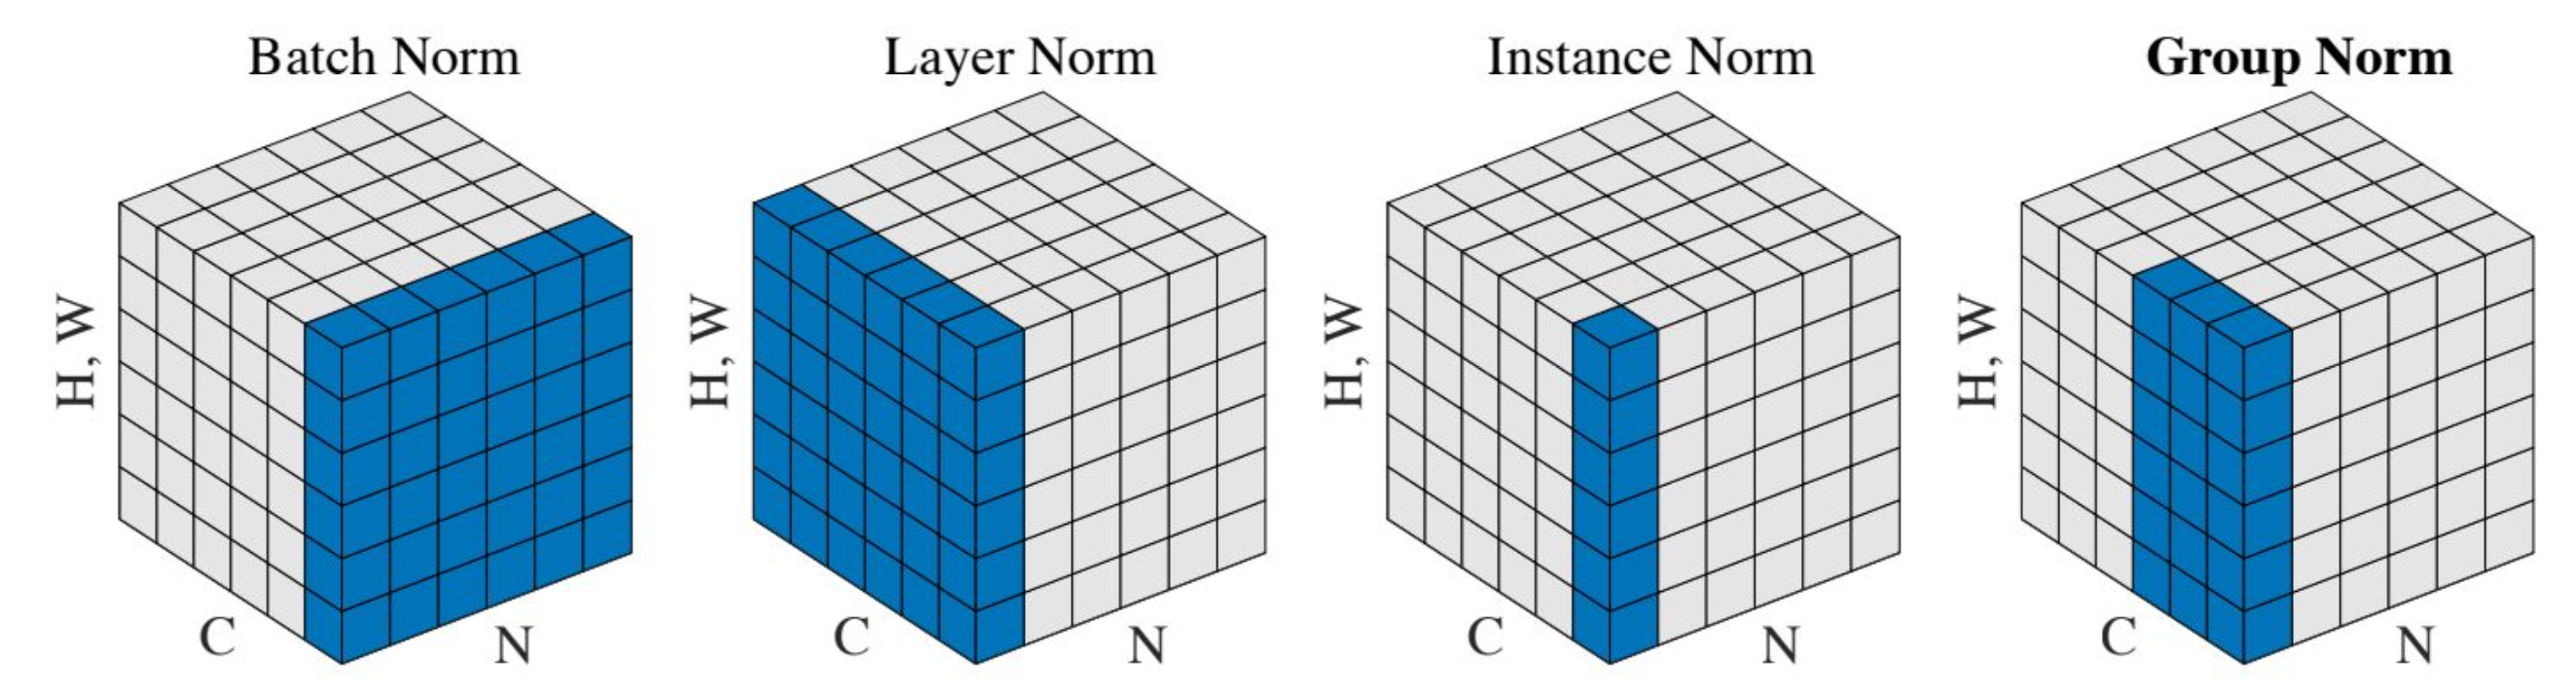 Batch Norm
H, W
C
N
Layer Norm
H, W
C
N
Instance Norm
H, W
C
N
Group Norm
H, W
C
N